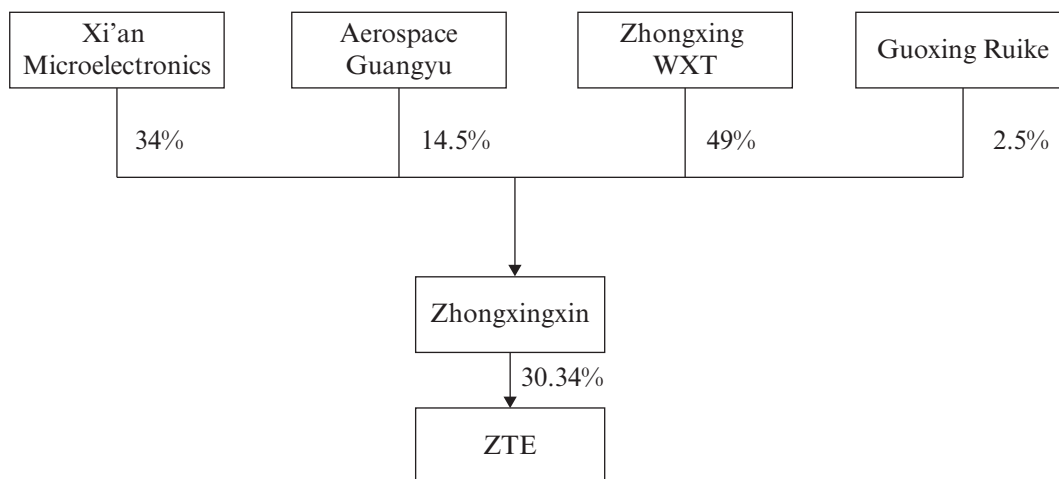 Xi’an
Microelectronics
Aerospace
Guangyu
Zhongxing
WXT
Guoxing Ruike
34%
14.5%
49%
2.5%
Zhongxingxin
30.34%
ZTE